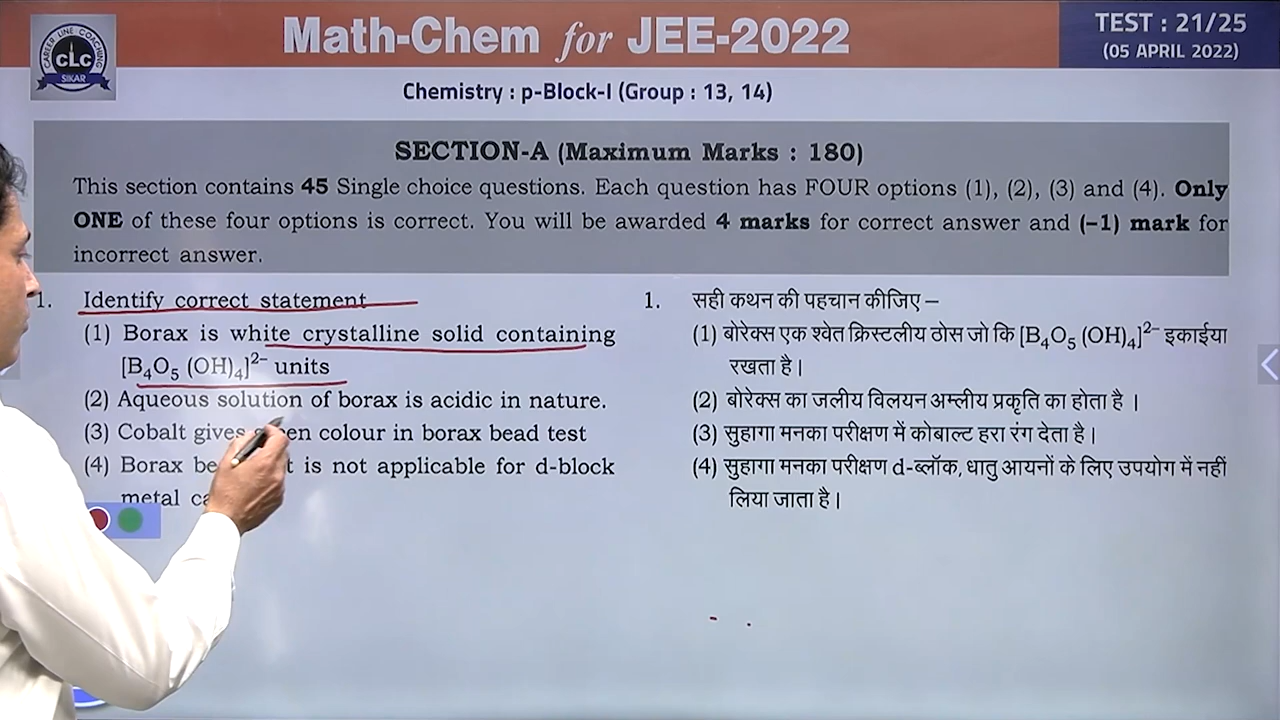 Math-Chem for JEE-2022
TEST : 21/25
(05 APRIL 2022)
CAREER LINE COACHING
CLC
SIKAR
Chemistry : p-Block-I (Group : 13, 14)
SECTION-A (Maximum Marks : 180)
This section contains 45 Single choice questions. Each question has FOUR options (1), (2), (3) and (4). Only
ONE of these four options is correct. You will be awarded 4 marks for correct answer and (−1) mark for
incorrect answer.
1. Identify correct statement
(1) Borax is white crystalline solid containing
[B₄O₅ (OH)₄]²⁻ units
(2) Aqueous solution of borax is acidic in nature.
(3) Cobalt gives colour in borax bead test
(4) Borax is not applicable for d-block
metal
1. सही कथन की पहचान कीजिए –
(1) बोरेक्स एक श्वेत क्रिस्टलीय ठोस जो कि [B₄O₅ (OH)₄]²⁻ इकाईया
रखता है।
(2) बोरेक्स का जलीय विलयन अम्लीय प्रकृति का होता है ।
(3) सुहागा मनका परीक्षण में कोबाल्ट हरा रंग देता है।
(4) सुहागा मनका परीक्षण d-ब्लॉक, धातु आयनों के लिए उपयोग में नहीं
लिया जाता है।